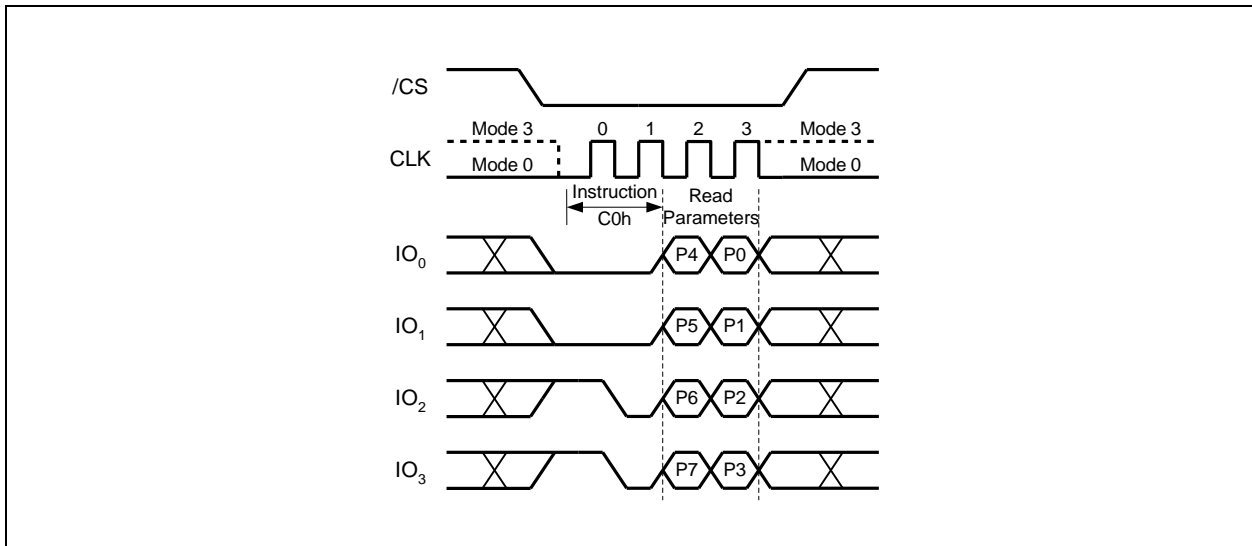 /CS
Mode 3 0 1 2 3 Mode 3
CLK Mode 0 Mode 0
Instruction Read
C0h Parameters
IO0 P4 P0
IO1 P5 P1
IO2 P6 P2
IO3 P7 P3